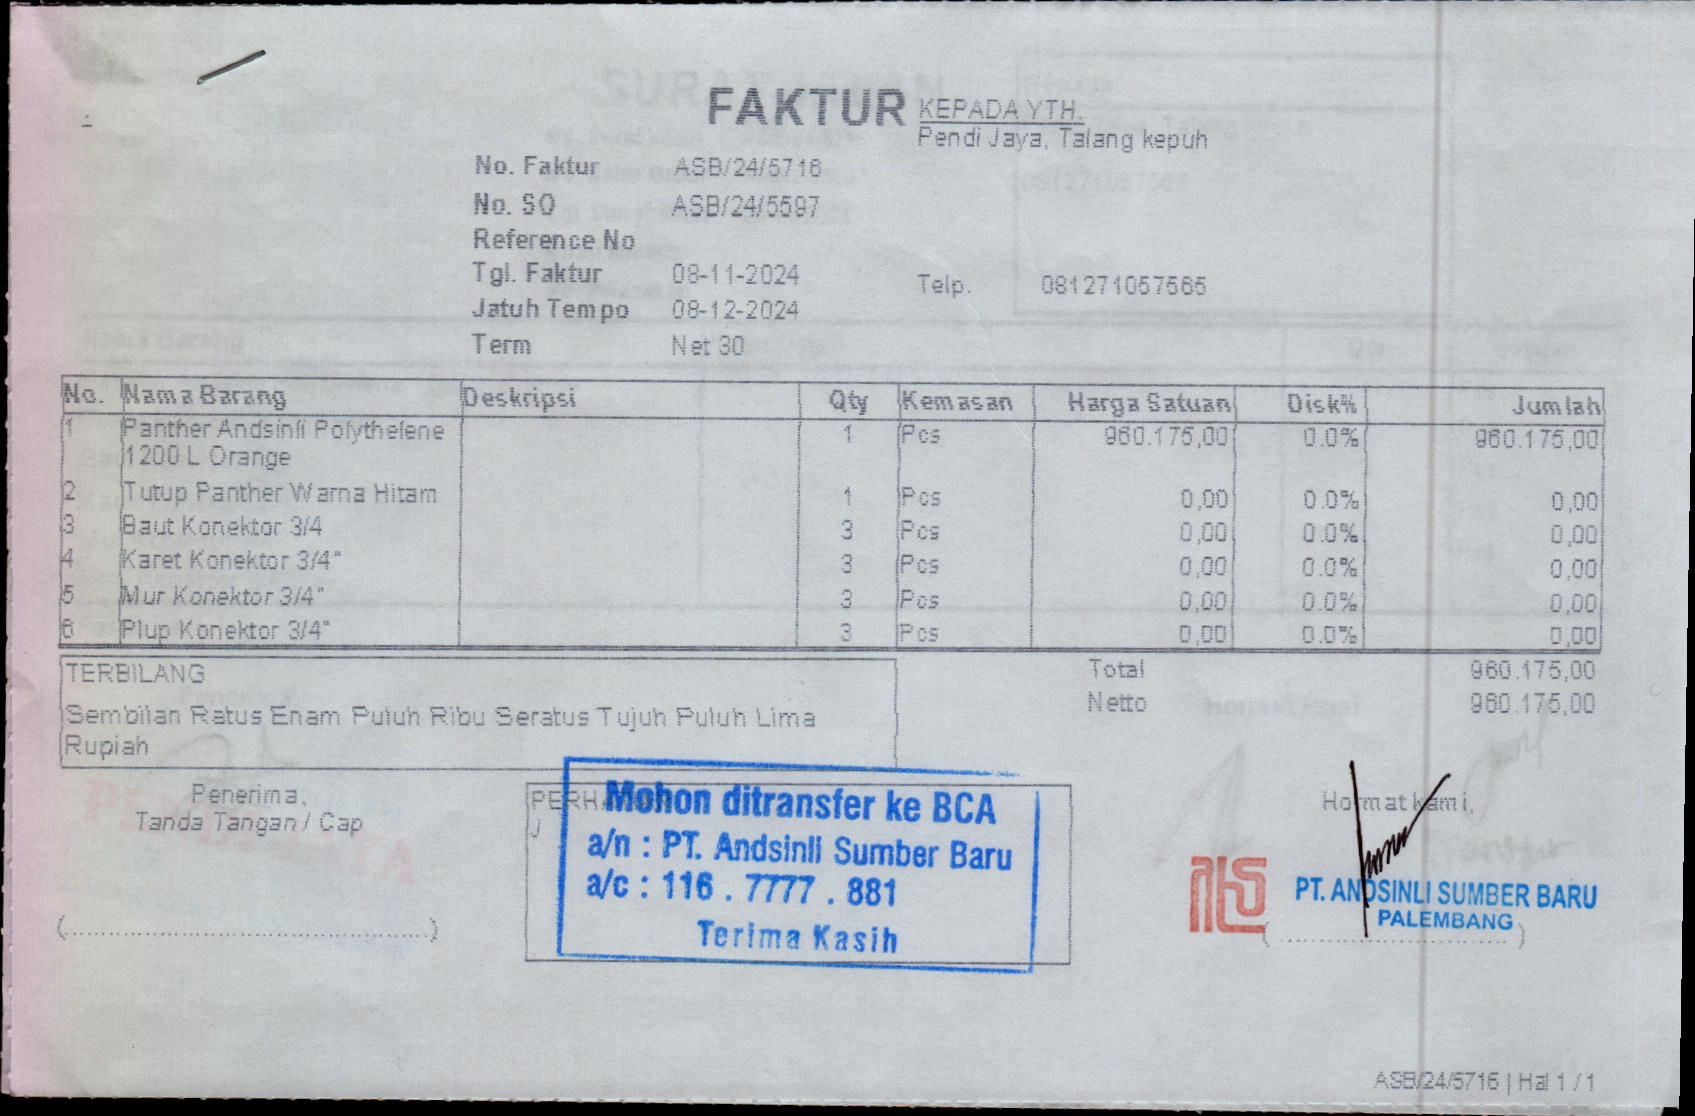 FAKTUR
KEPADA YTH.
Pendi Jaya, Talang kepuh
No. Faktur ASB/24/5716
No. SO ASB/24/5597
Reference No
Tgl. Faktur 08-11-2024
Telp. 081271057565
Jatuh Tempo 08-12-2024
Term Net 30
No. Nama Barang Deskripsi Qty Kemasan Harga Satuan Disk% Jumlah
1 Panther Andsinli Polythelene 1 Pcs 960.175,00 0.0% 960.175,00
1200 L Orange
2 Tutup Panther Warna Hitam 1 Pcs 0,00 0.0% 0,00
3 Baut Konektor 3/4 3 Pcs 0,00 0.0% 0,00
4 Karet Konektor 3/4" 3 Pcs 0,00 0.0% 0,00
5 Mur Konektor 3/4" 3 Pcs 0,00 0.0% 0,00
6 Plup Konektor 3/4" 3 Pcs 0,00 0.0% 0,00
TERBILANG
Sembilan Ratus Enam Puluh Ribu Seratus Tujuh Puluh Lima
Rupiah
Total 960.175,00
Netto 960.175,00
Penerima,
Tanda Tangan / Cap
(....................)
Mohon ditransfer ke BCA
a/n : PT. Andsinli Sumber Baru
a/c : 116 . 7777 . 881
Terima Kasih
Hormat kami,
PT. ANDSINLI SUMBER BARU
PALEMBANG
(....................)
ASB/24/5716 | Hal 1 / 1